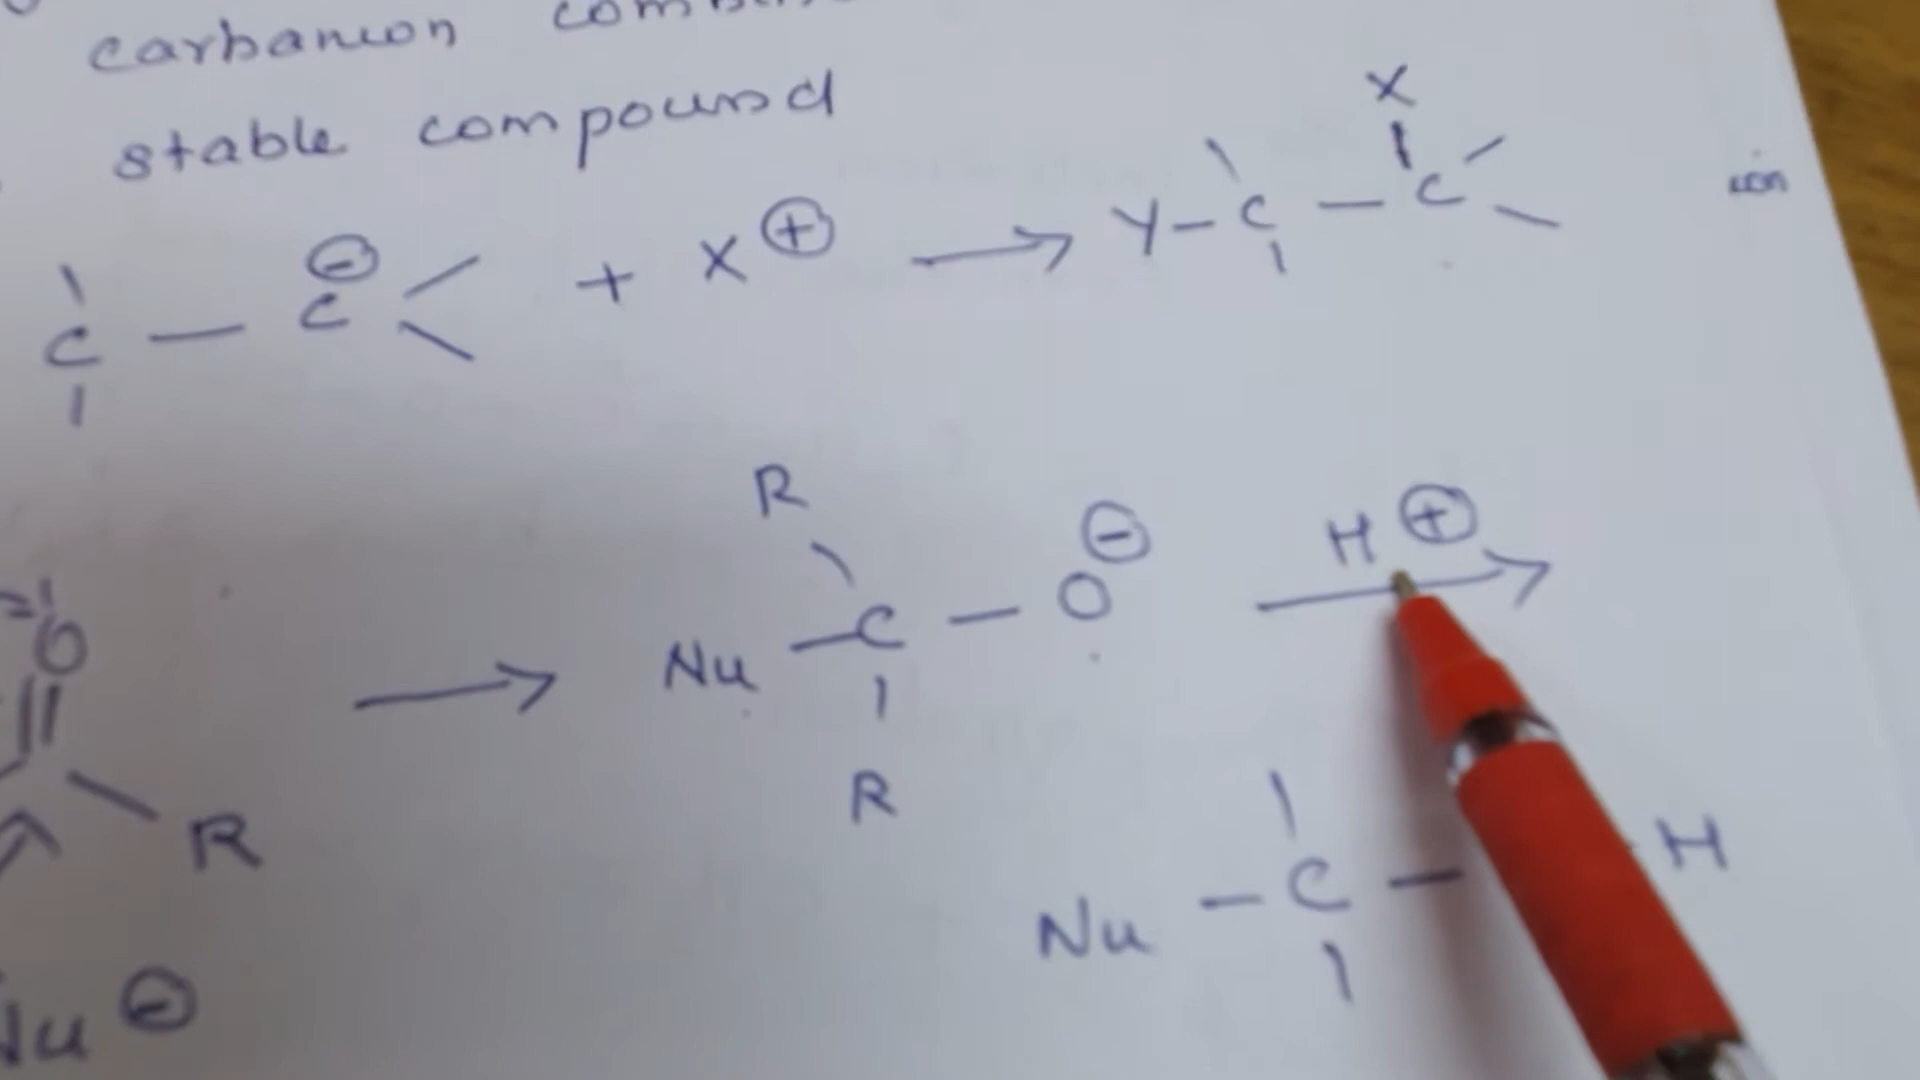 carbanion
stable compound
X
C — C⊖ + X⊕ → Y – C — C
R
Nu — C — O⊖ H⊕ →
O
R
R
Nu – C – H
Nu⊖